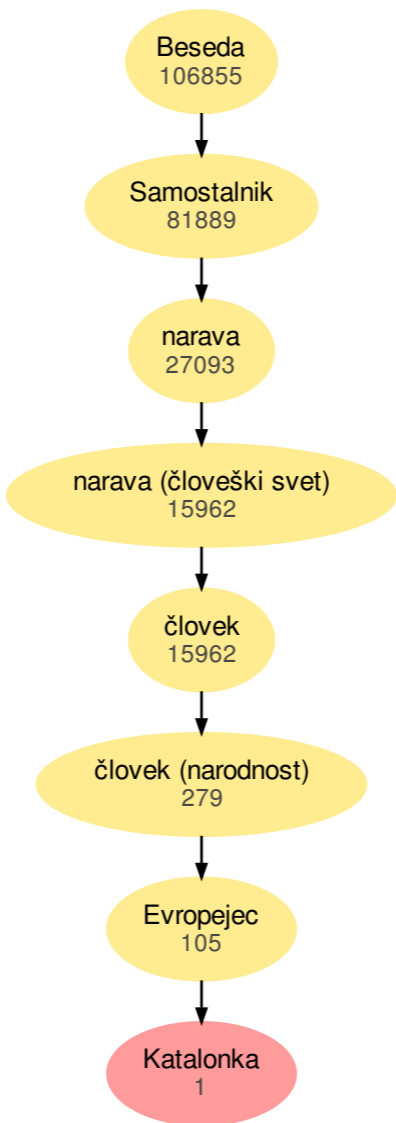 Beseda
106855
Samostalnik
81889
narava
27093
narava (človeški svet)
15962
človek
15962
človek (narodnost)
279
Evropejec
105
Katalonka
1